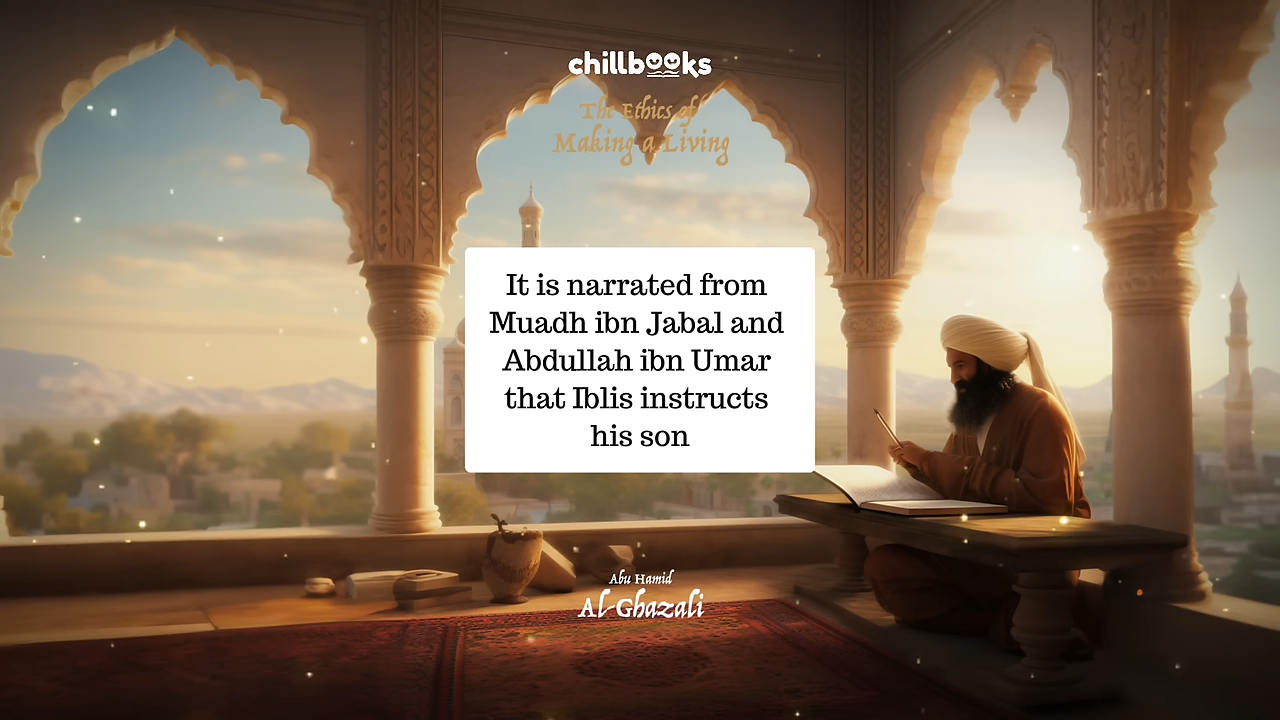 chillbooks
The Ethics of
Making a Living
It is narrated from
Muadh ibn Jabal and
Abdullah ibn Umar
that Iblis instructs
his son
Abu Hamid
Al-Ghazali